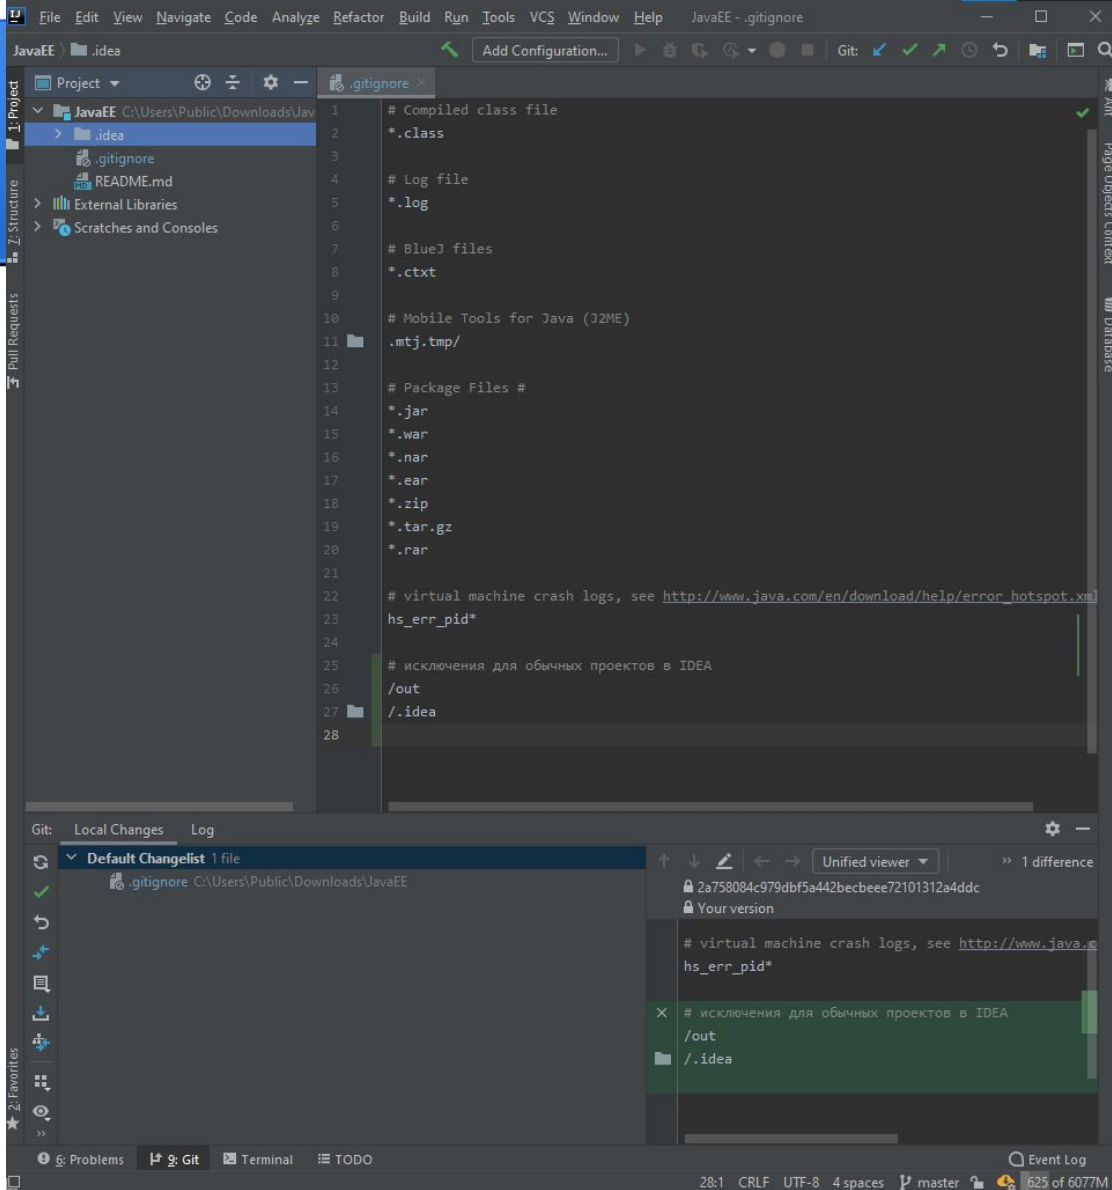 File Edit View Navigate Code Analyze Refactor Build Run Tools VCS Window Help JavaEE - .gitignore
JavaEE .idea Add Configuration... Git:
Project .gitignore
JavaEE C:\Users\Public\Downloads\Jav
.idea
.gitignore
README.md
External Libraries
Scratches and Consoles
1: Project
7: Structure
Pull Requests
2: Favorites
1 # Compiled class file
2 *.class
3
4 # Log file
5 *.log
6
7 # BlueJ files
8 *.ctxt
9
10 # Mobile Tools for Java (J2ME)
11 .mtj.tmp/
12
13 # Package Files #
14 *.jar
15 *.war
16 *.nar
17 *.ear
18 *.zip
19 *.tar.gz
20 *.rar
21
22 # virtual machine crash logs, see http://www.java.com/en/download/help/error_hotspot.xml
23 hs_err_pid*
24
25 # исключения для обычных проектов в IDEA
26 /out
27 /.idea
28
Ant
Page Objects Context
Database
Git: Local Changes Log
Default Changelist 1 file
.gitignore C:\Users\Public\Downloads\JavaEE
Unified viewer 1 difference
2a758084c979dbf5a442becbeee72101312a4ddc
Your version
# virtual machine crash logs, see http://www.java.c
hs_err_pid*
# исключения для обычных проектов в IDEA
/out
/.idea
6: Problems 9: Git Terminal TODO Event Log
28:1 CRLF UTF-8 4 spaces master 625 of 6077M